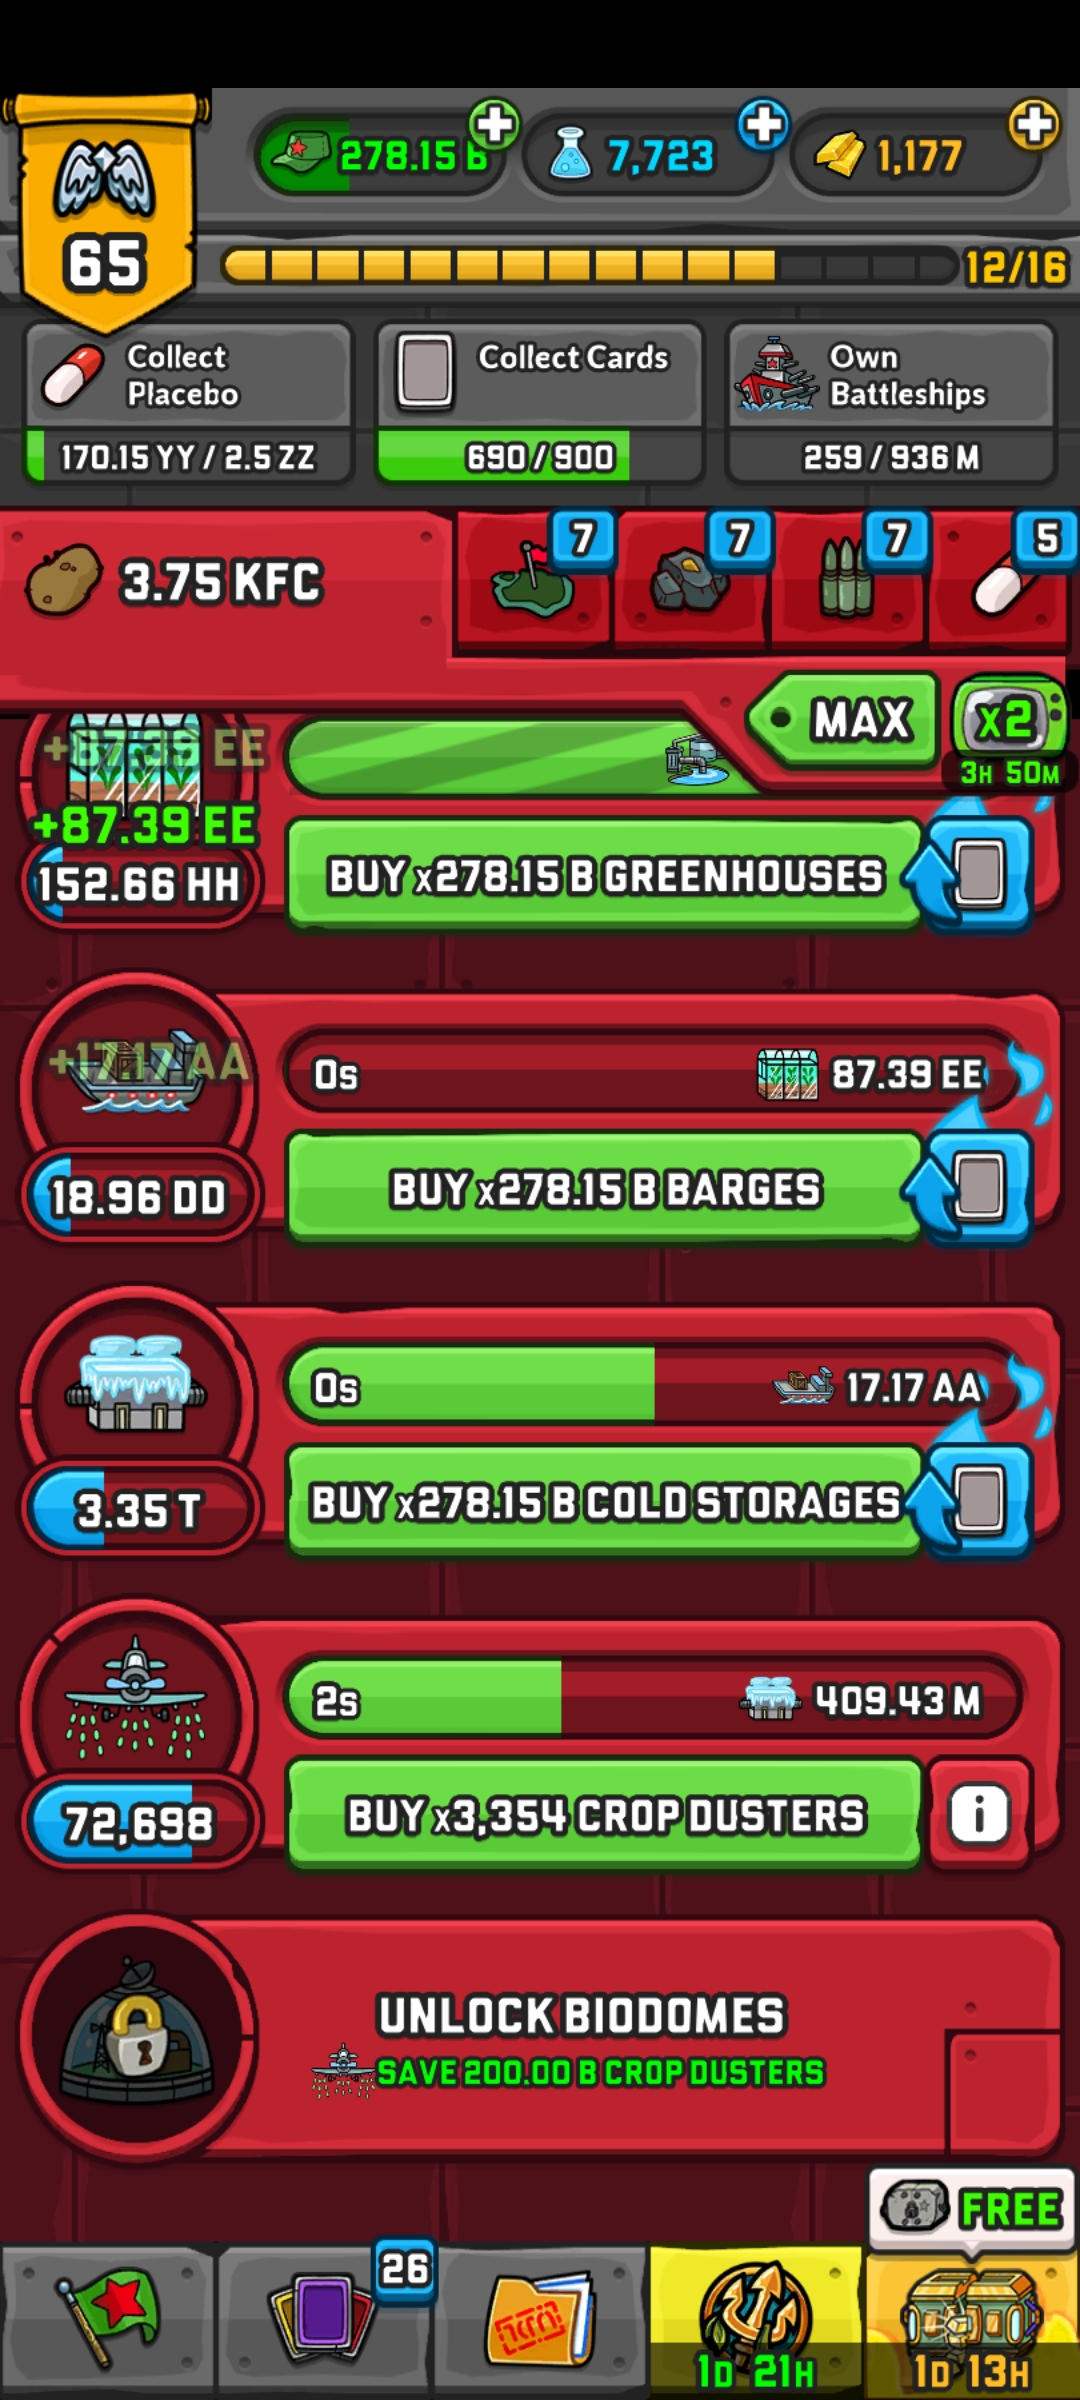 278.15 B
7,723
1,177
65
12/16
Collect Placebo
170.15 YY / 2.5 ZZ
Collect Cards
690/900
Own Battleships
259/936 M
3.75 KFC
7
7
7
5
MAX
x2
3H 50M
+87.39 EE
+87.39 EE
152.66 HH
BUY x278.15 B GREENHOUSES
+17.17 AA
0s
87.39 EE
18.96 DD
BUY x278.15 B BARGES
0s
17.17 AA
3.35 T
BUY x278.15 B COLD STORAGES
2s
409.43 M
72,698
BUY x3,354 CROP DUSTERS
i
UNLOCK BIODOMES
SAVE 200.00 B CROP DUSTERS
FREE
26
1D 21H
1D 13H